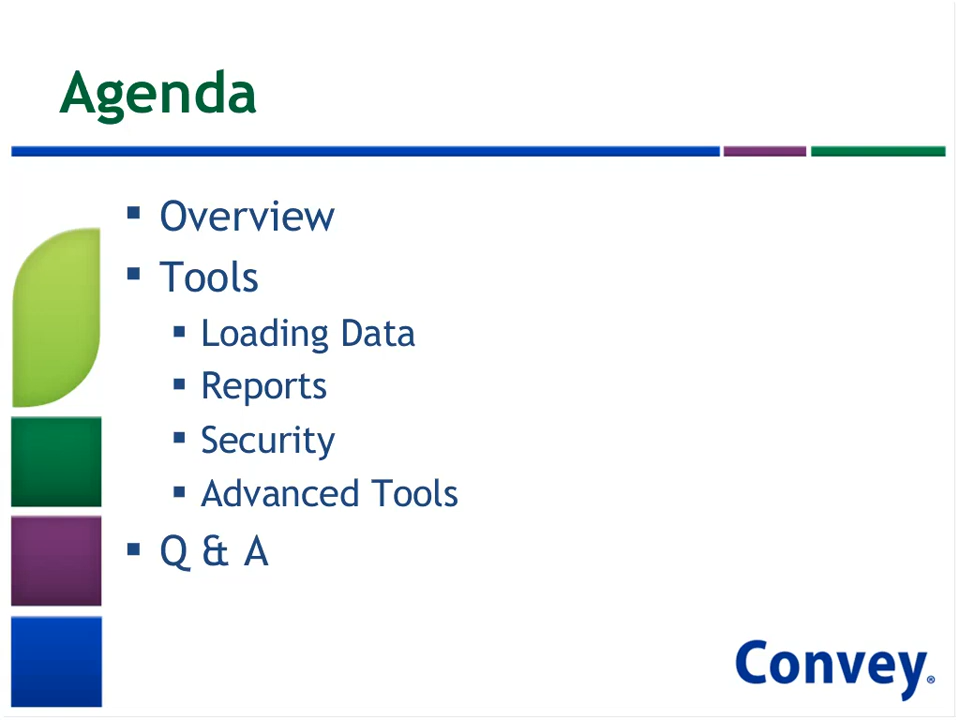 Agenda
Overview
Tools
Loading Data
Reports
Security
Advanced Tools
Q & A
Convey®